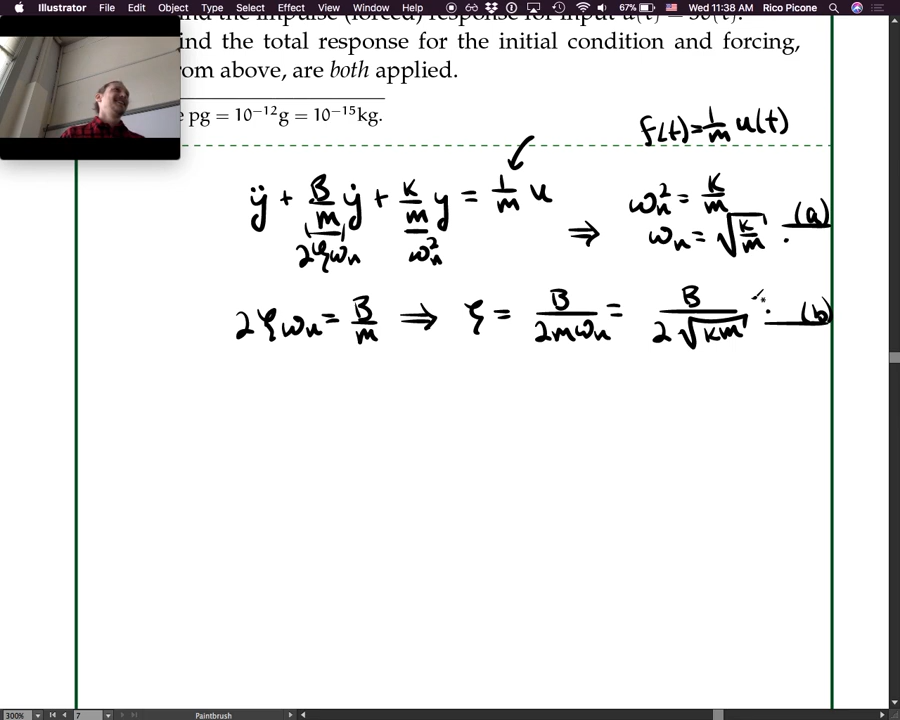 Illustrator File Edit Object Type Select Effect View Window Help 67% Wed 11:38 AM Rico Picone
ind the impulse (forced) response for input u(t) = 3δ(t).
ind the total response for the initial condition and forcing,
rom above, are both applied.
e pg = 10⁻¹²g = 10⁻¹⁵kg.
f(t) = 1/m u(t)
ÿ + B/m ẏ + K/m y = 1/m u
2ζωₙ ωₙ²
⇒ ωₙ² = K/m
ωₙ = √(K/m) . (a)
2ζωₙ = B/m ⇒ ζ = B/(2mωₙ) = B/(2√(Km)) . (b)
300% 7 Paintbrush